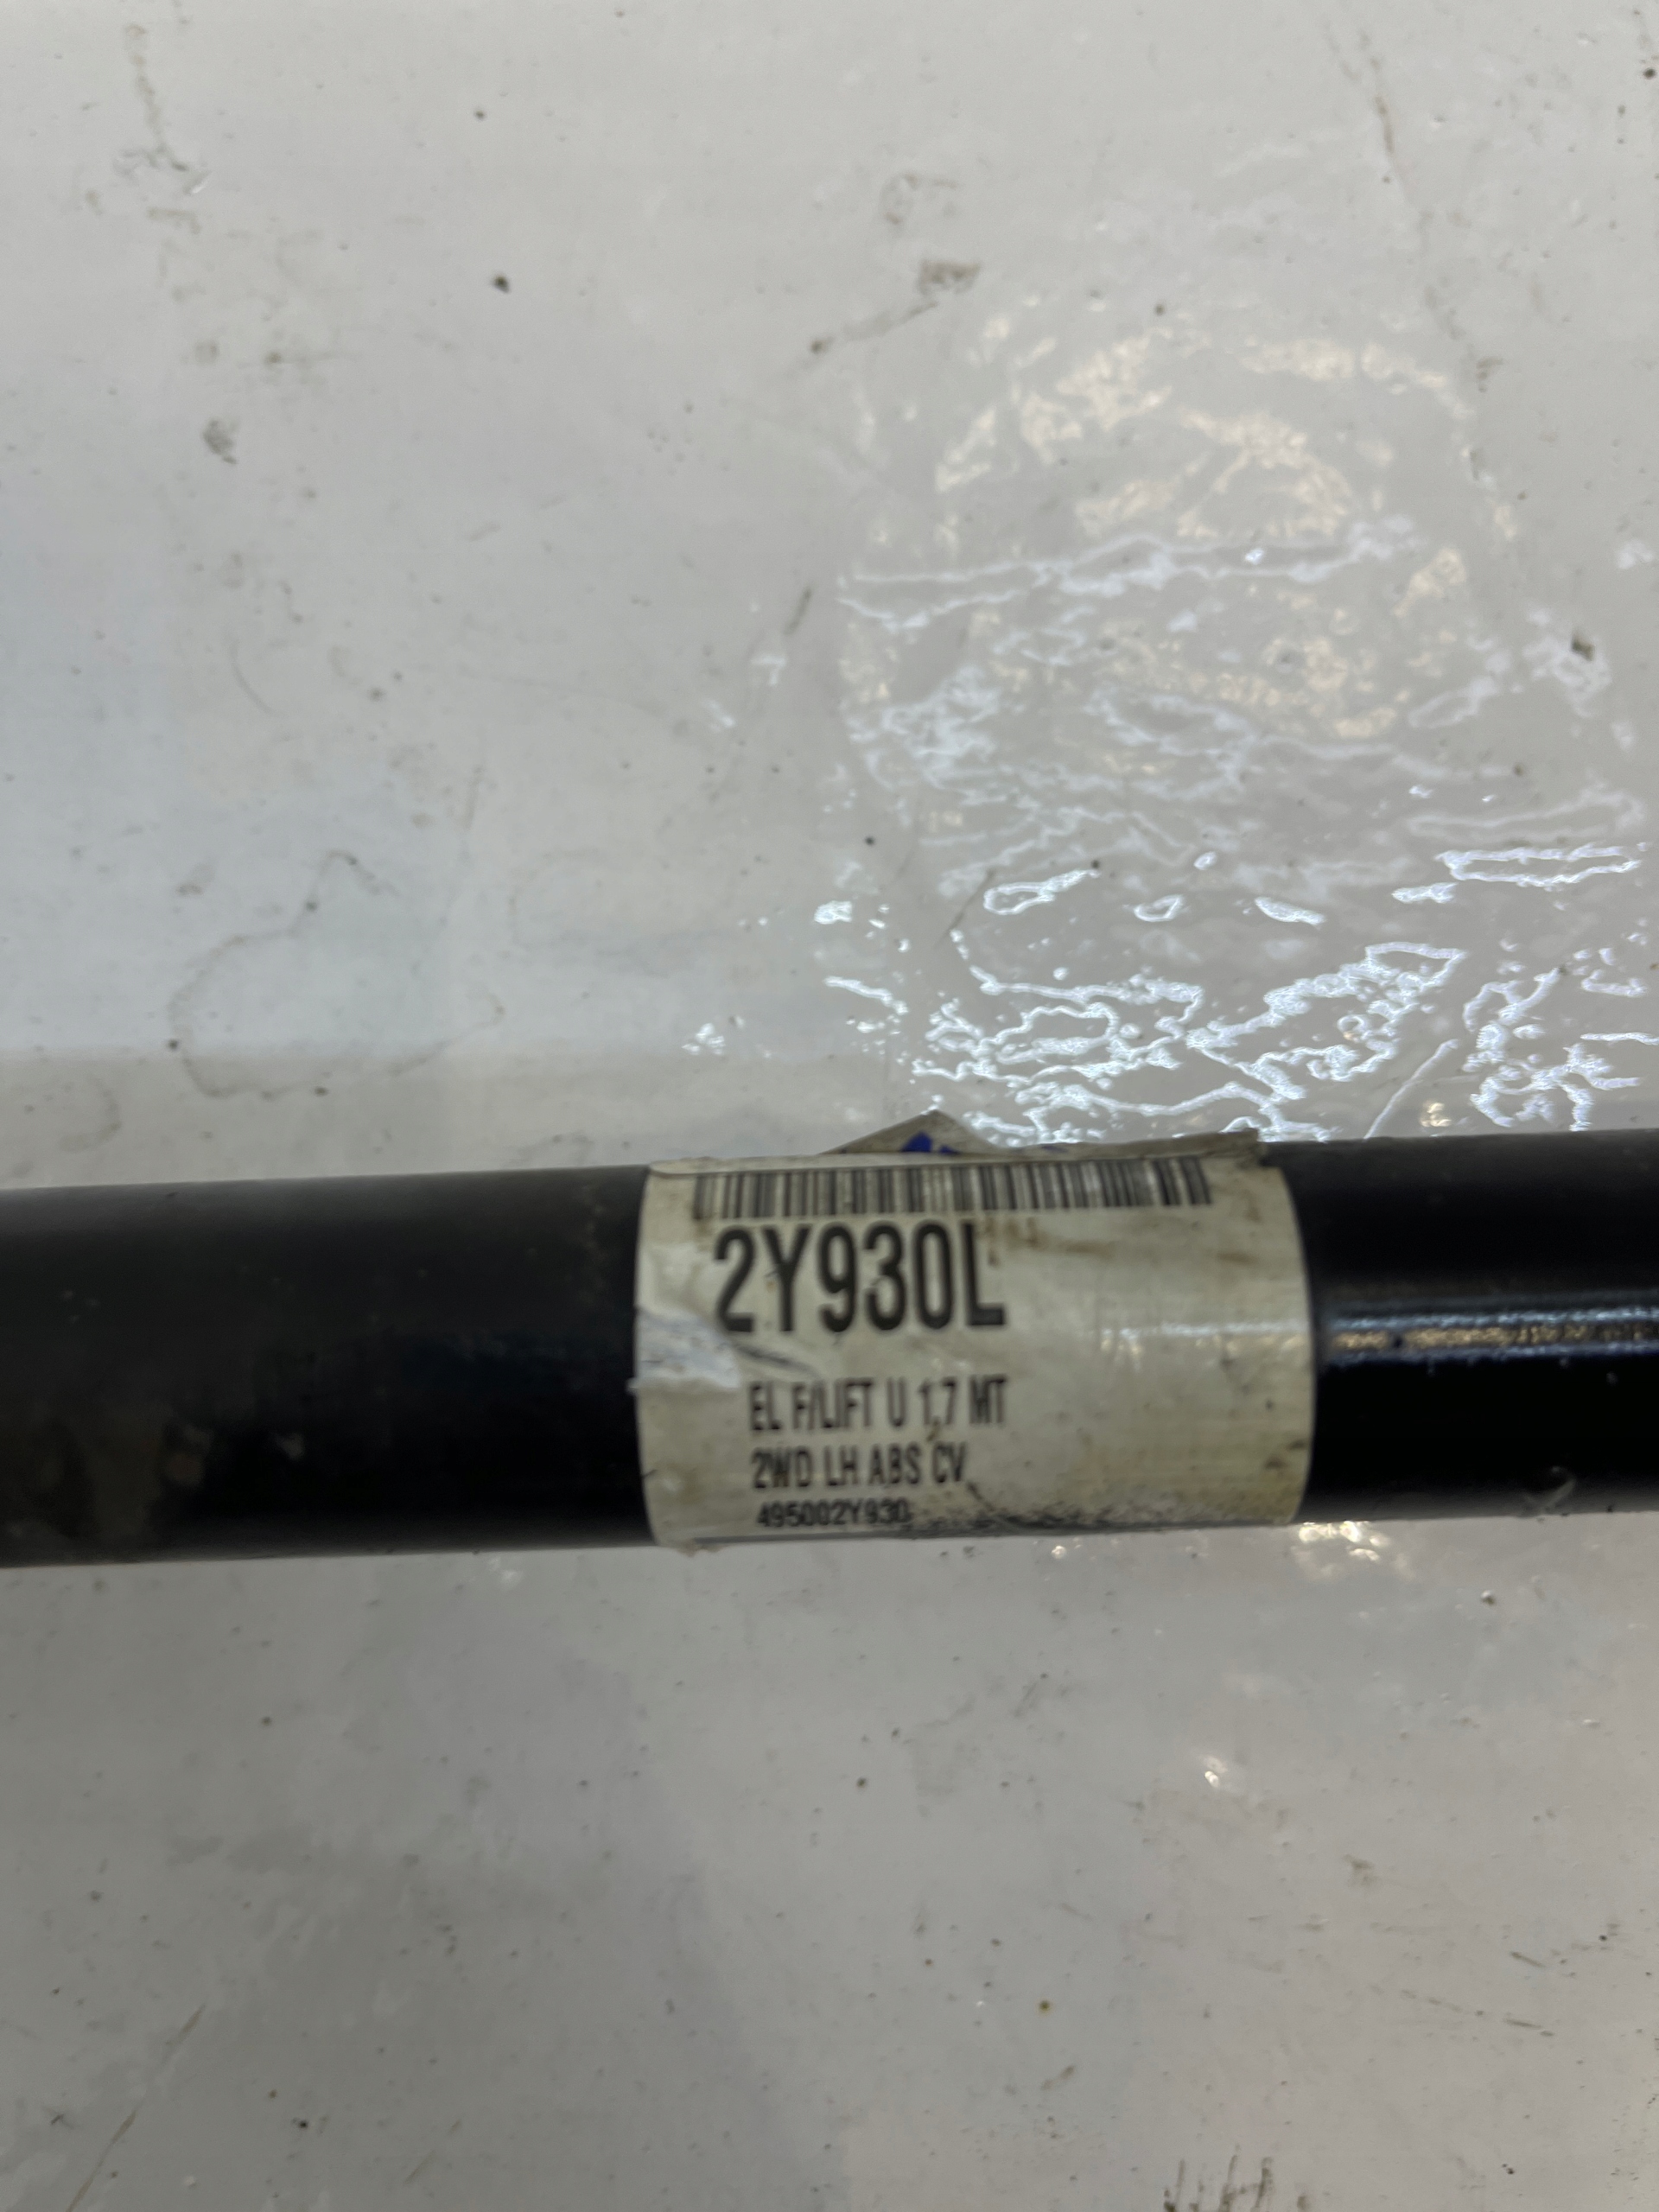 2Y930L
EL F/LIFT U 1,7 MT
2WD LH ABS CV
495002Y930